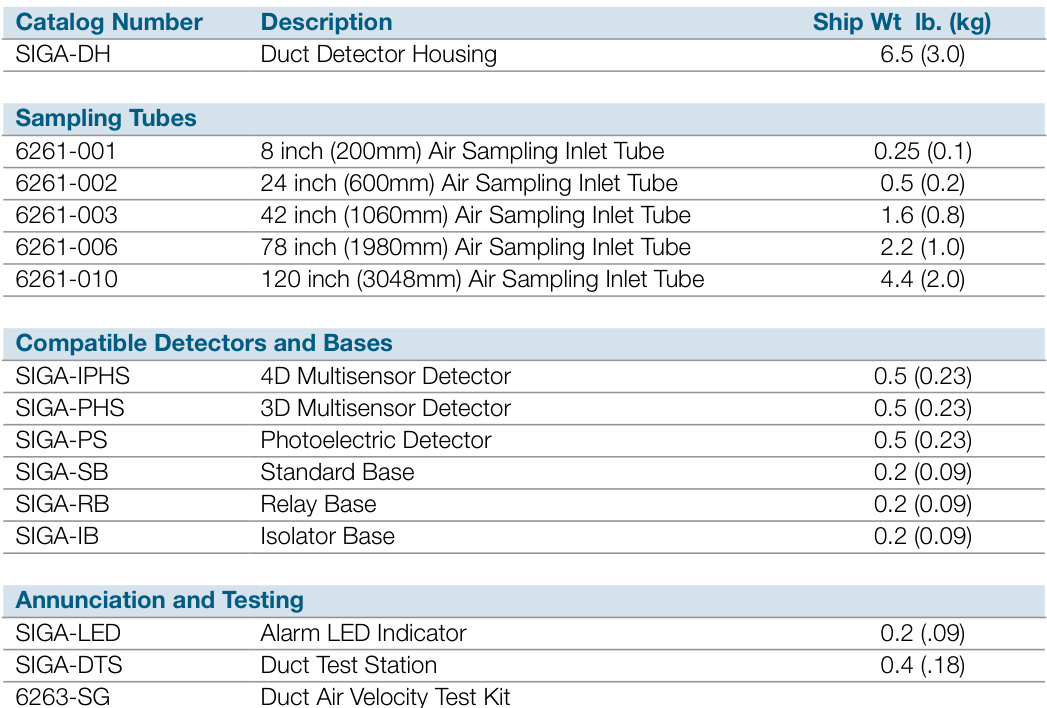 Catalog Number Description Ship Wt lb. (kg)
SIGA-DH Duct Detector Housing 6.5 (3.0)
Sampling Tubes
6261-001 8 inch (200mm) Air Sampling Inlet Tube 0.25 (0.1)
6261-002 24 inch (600mm) Air Sampling Inlet Tube 0.5 (0.2)
6261-003 42 inch (1060mm) Air Sampling Inlet Tube 1.6 (0.8)
6261-006 78 inch (1980mm) Air Sampling Inlet Tube 2.2 (1.0)
6261-010 120 inch (3048mm) Air Sampling Inlet Tube 4.4 (2.0)
Compatible Detectors and Bases
SIGA-IPHS 4D Multisensor Detector 0.5 (0.23)
SIGA-PHS 3D Multisensor Detector 0.5 (0.23)
SIGA-PS Photoelectric Detector 0.5 (0.23)
SIGA-SB Standard Base 0.2 (0.09)
SIGA-RB Relay Base 0.2 (0.09)
SIGA-IB Isolator Base 0.2 (0.09)
Annunciation and Testing
SIGA-LED Alarm LED Indicator 0.2 (.09)
SIGA-DTS Duct Test Station 0.4 (.18)
6263-SG Duct Air Velocity Test Kit